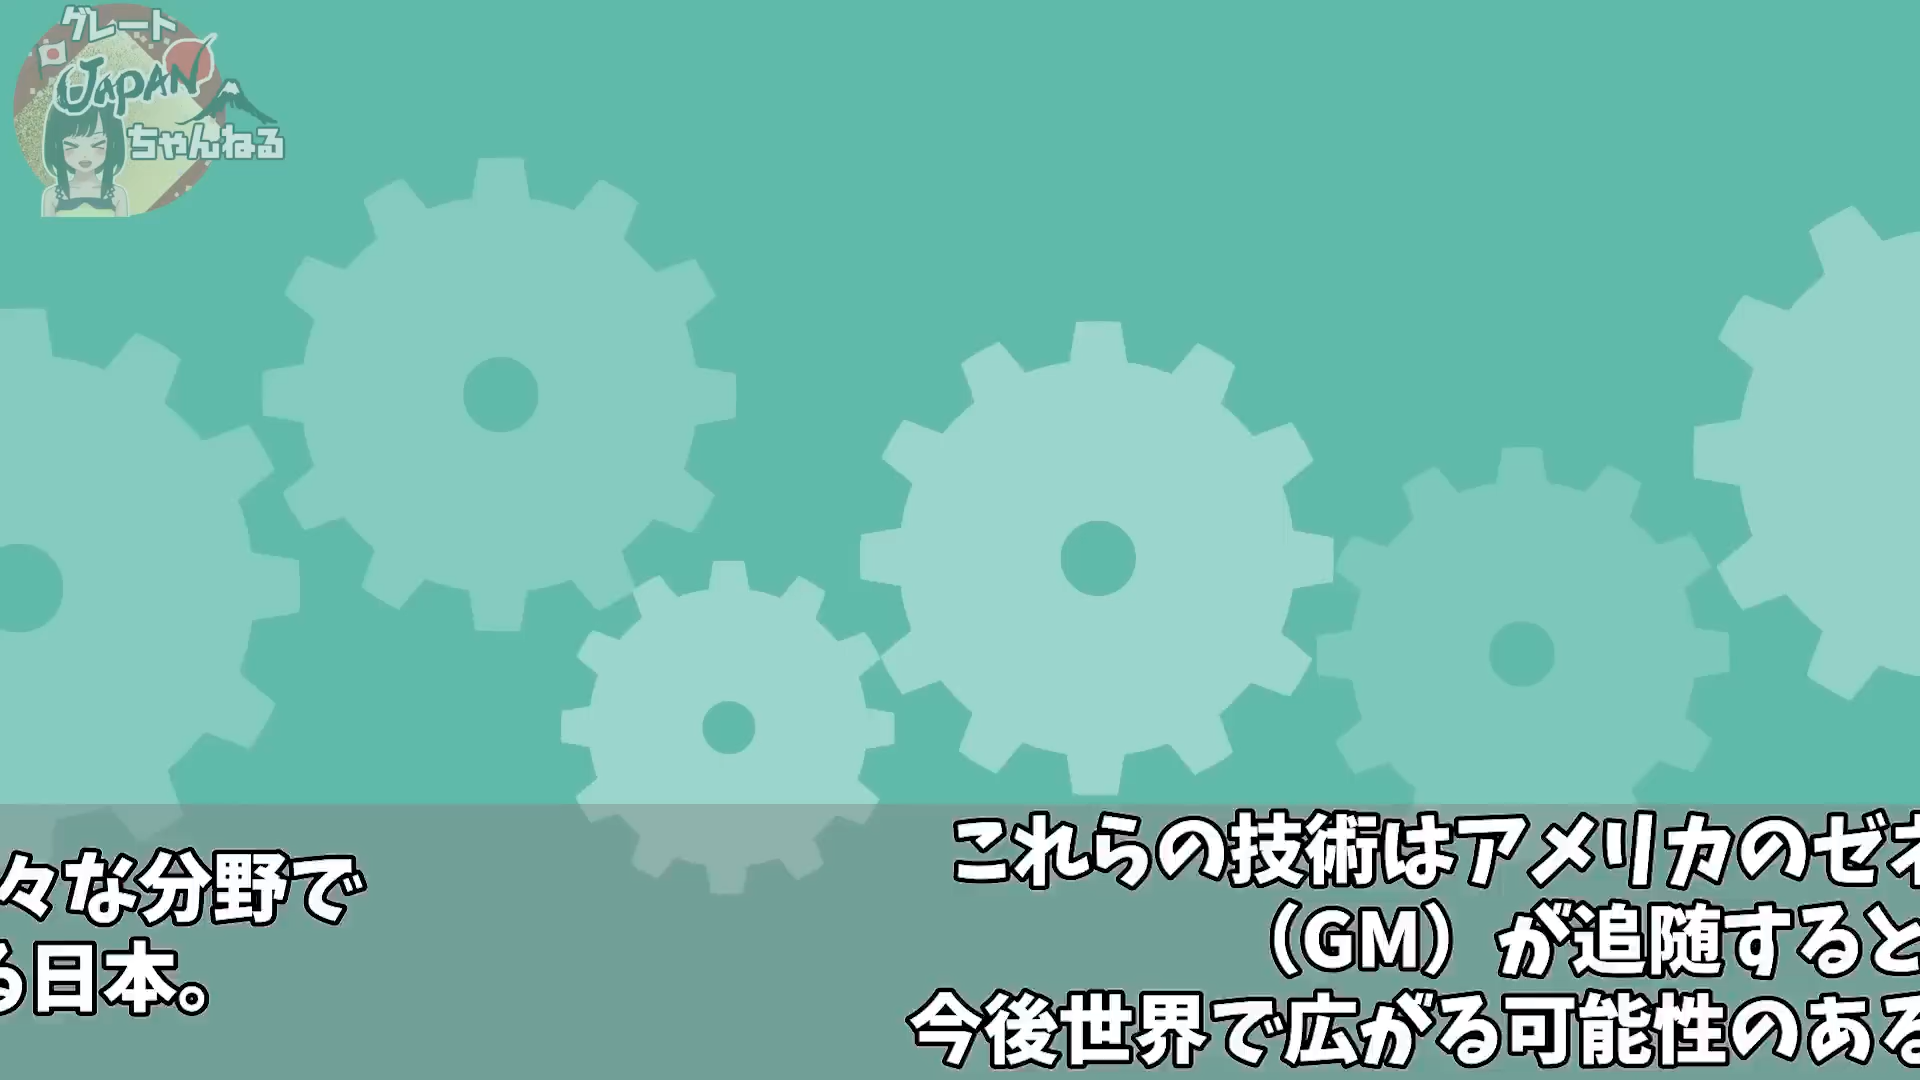 グレート
JAPAN
ちゃんねる
々な分野で
る日本。
これらの技術はアメリカのゼネ
（GM）が追随すると
今後世界で広がる可能性のある